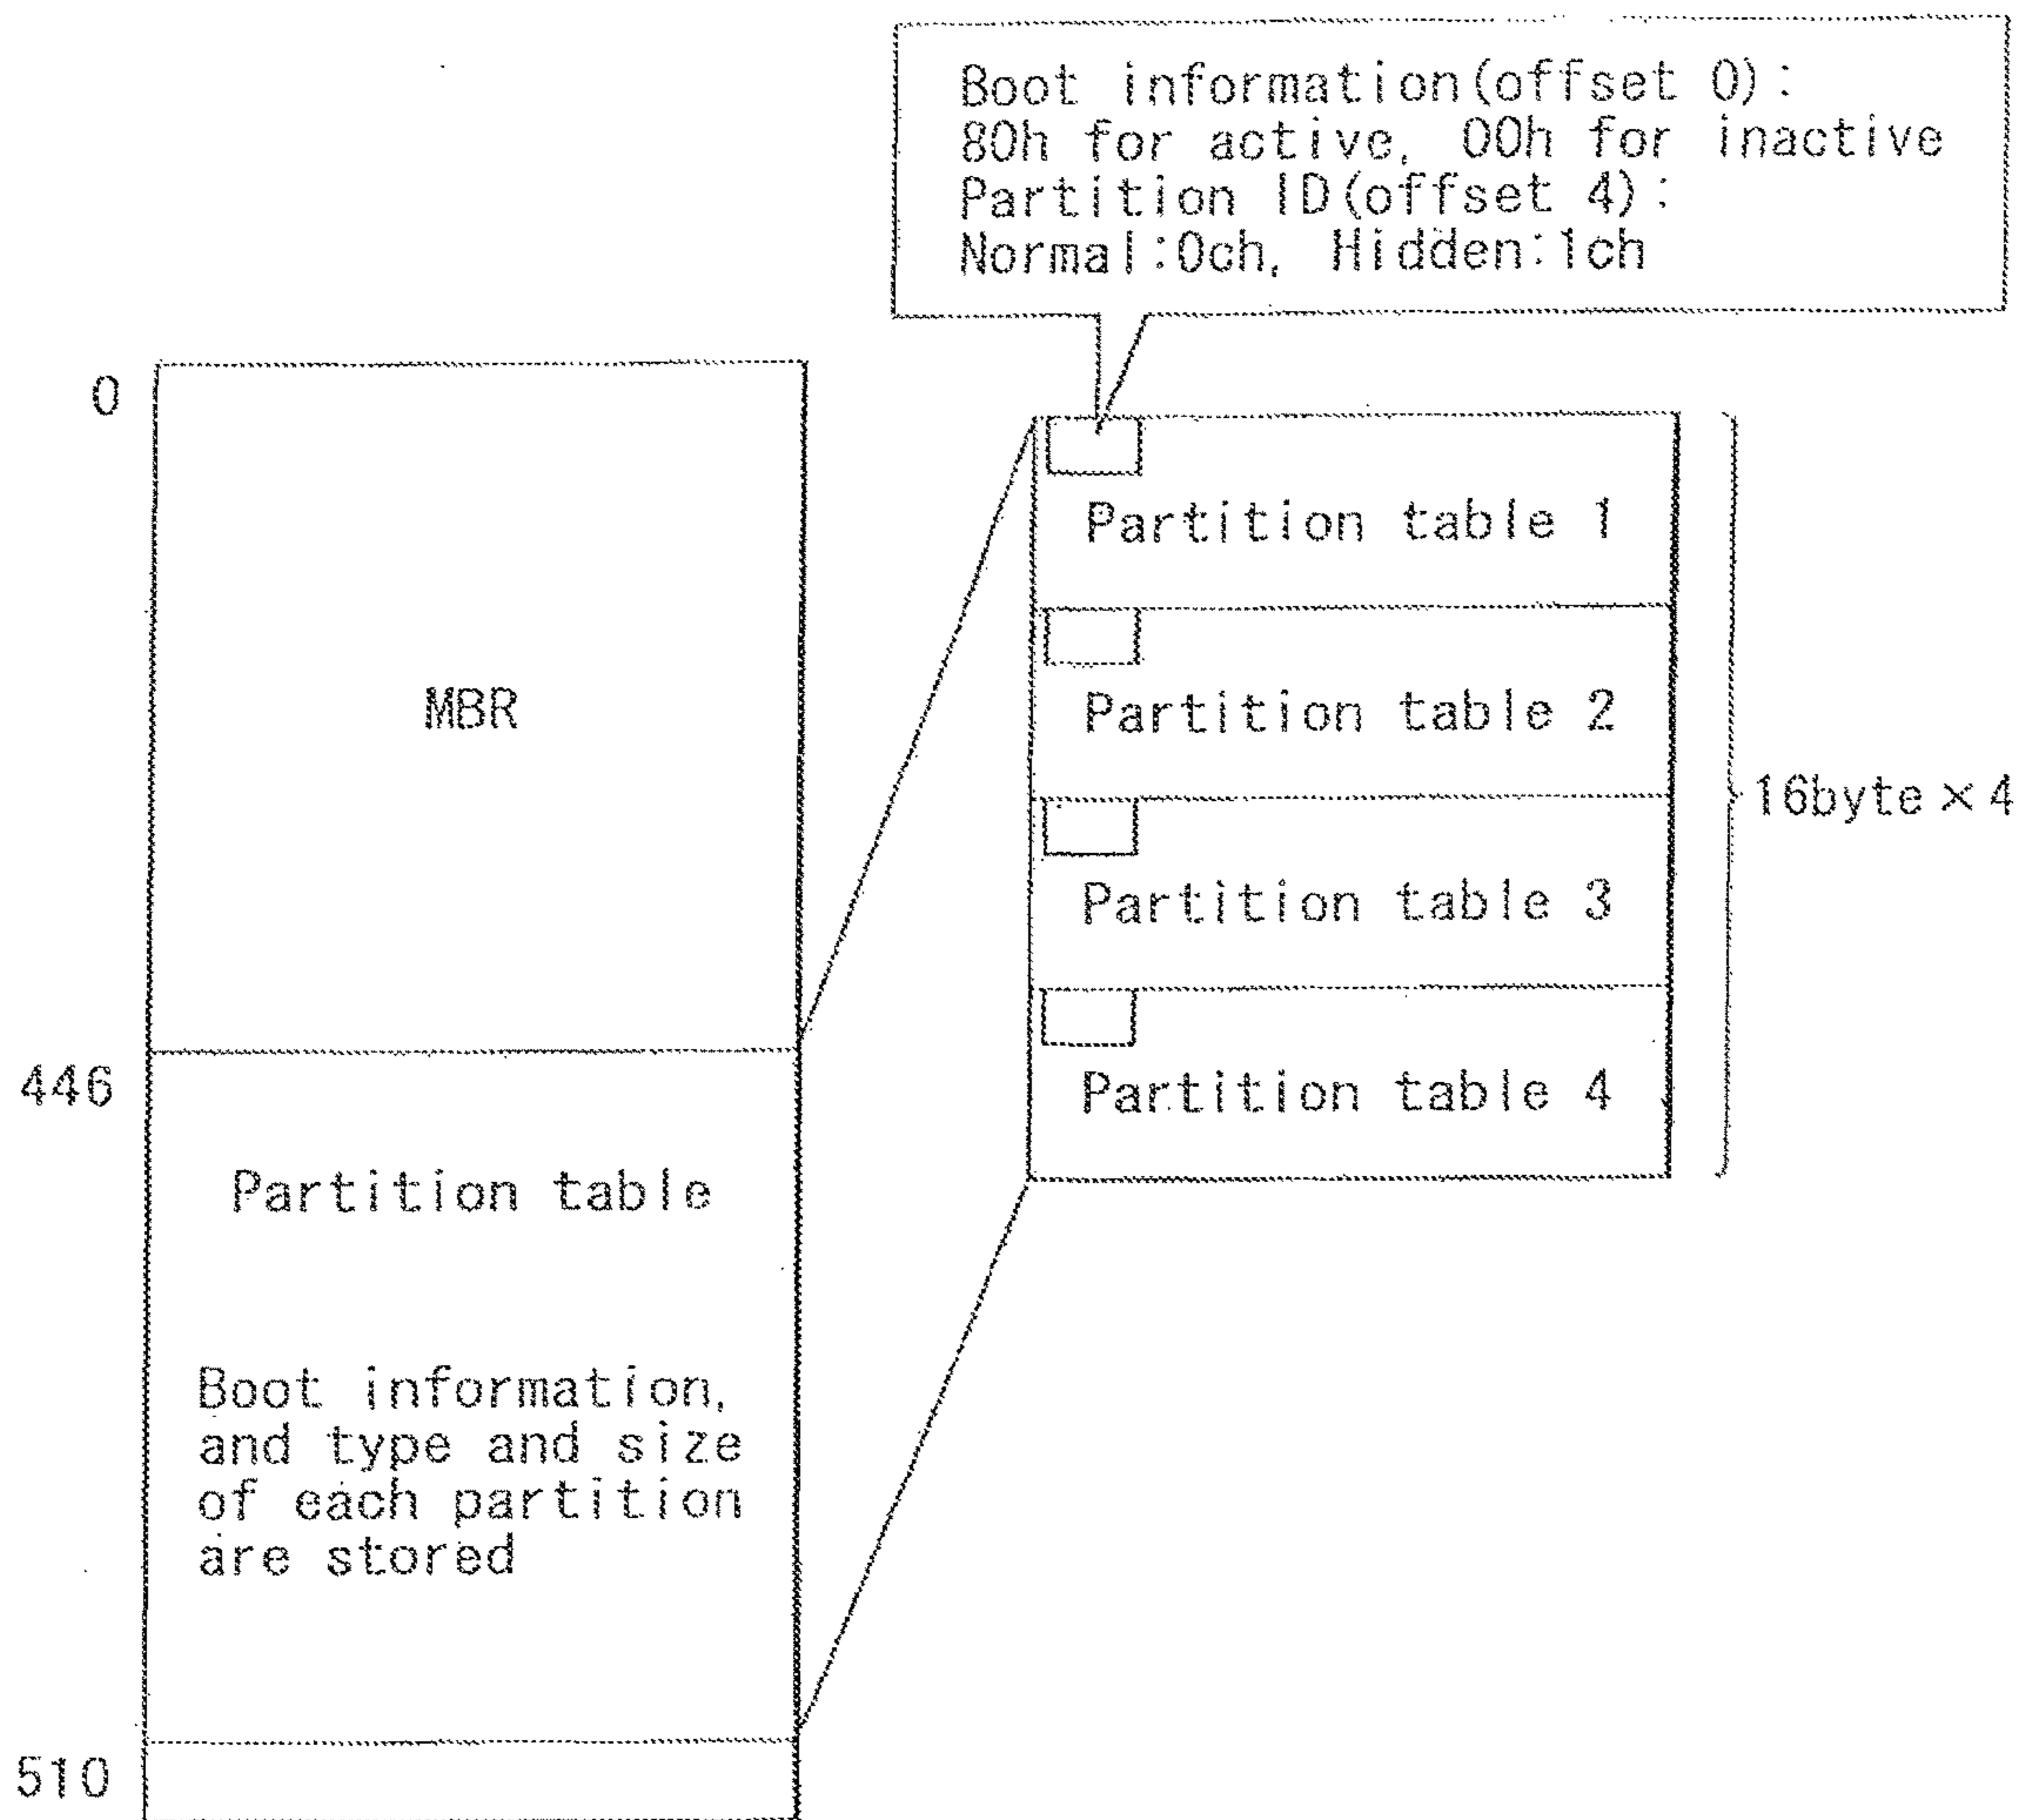 Boot information(offset 0):
80h for active, 00h for inactive
Partition ID(offset 4):
Normal:0ch, Hidden:1ch
0
MBR
446
Partition table
Boot information,
and type and size
of each partition
are stored
510
Partition table 1
Partition table 2
Partition table 3
Partition table 4
16byte×4